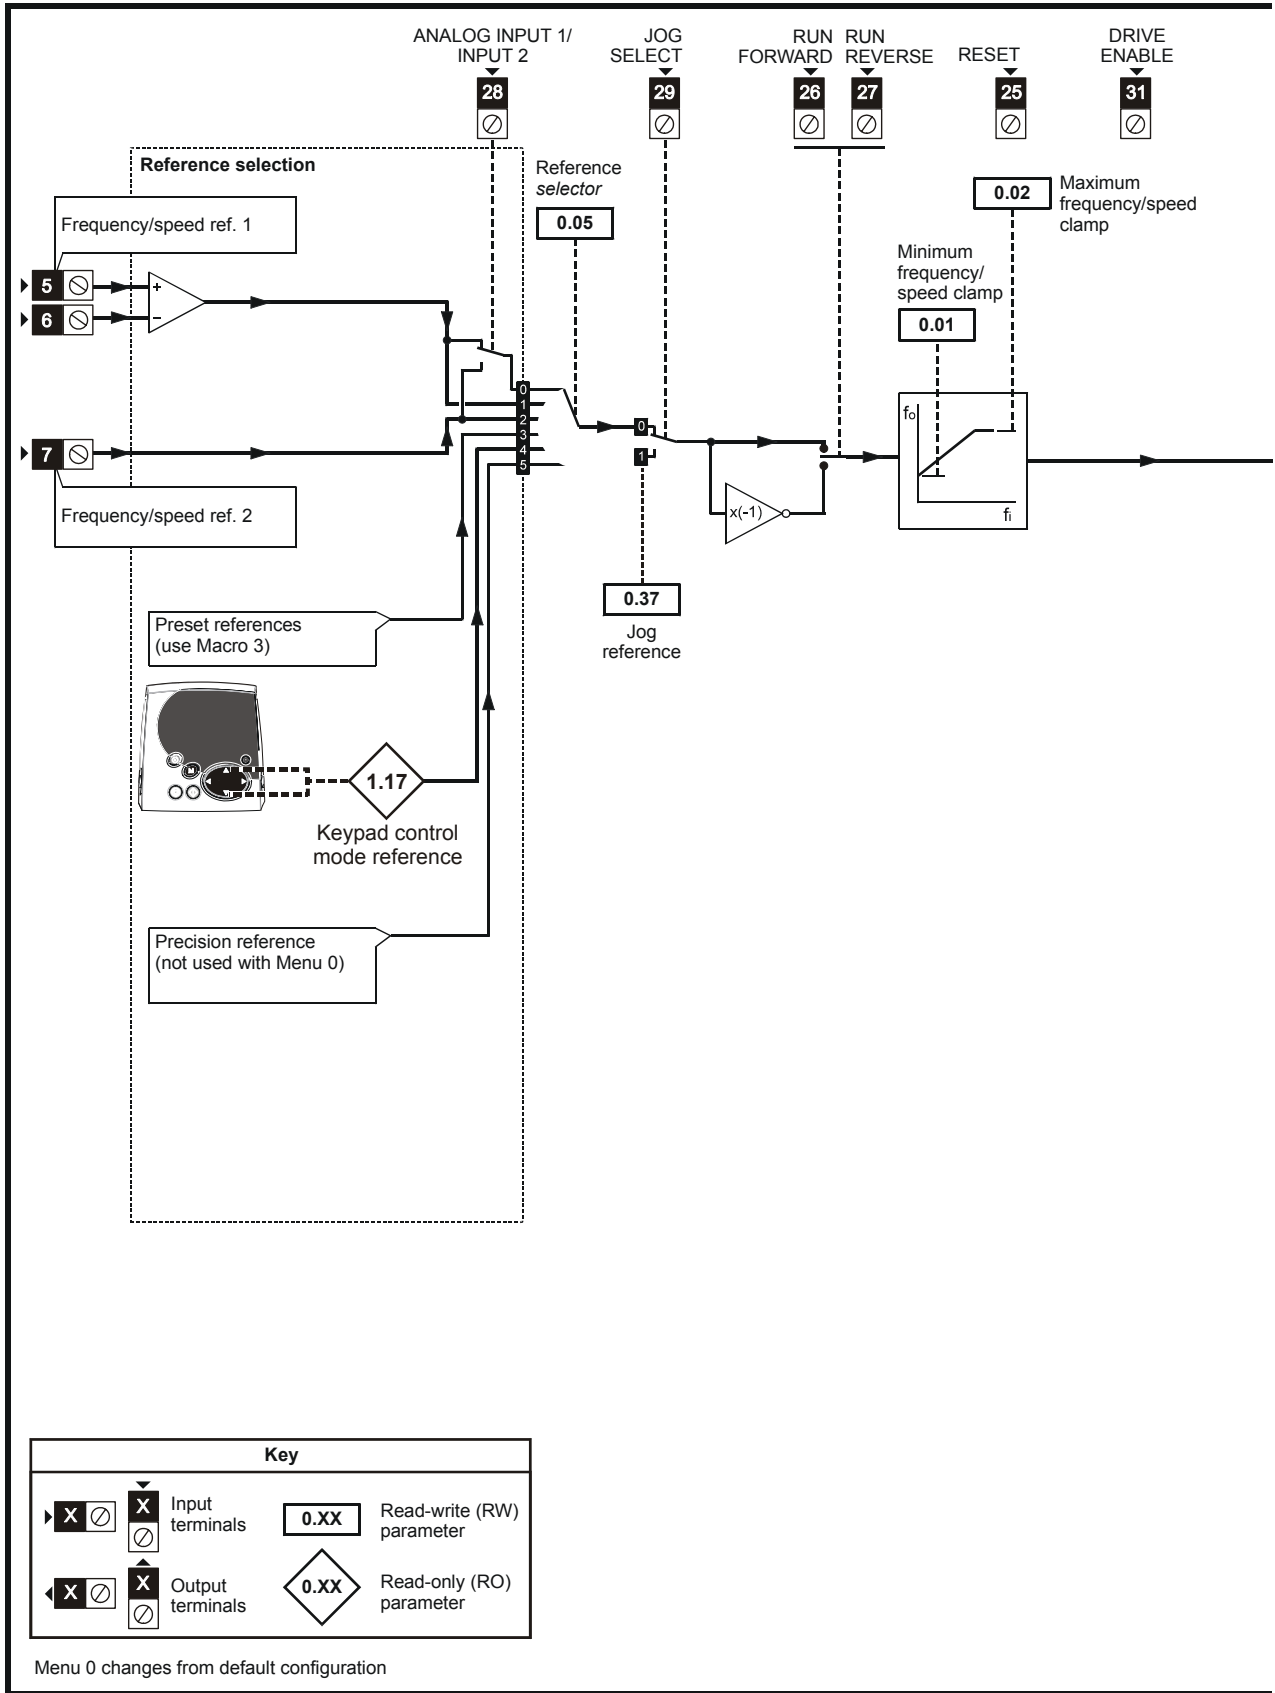 ANALOG INPUT 1/
INPUT 2
28
JOG
SELECT
29
RUN
FORWARD
26
RUN
REVERSE
27
RESET
25
DRIVE
ENABLE
31
Reference selection
Reference
selector
0.05
0.02
Maximum
frequency/speed
clamp
Minimum
frequency/
speed clamp
0.01
Frequency/speed ref. 1
5
6
+
−
7
Frequency/speed ref. 2
0
1
2
3
4
5
0
1
x(-1)
fo
fi
0.37
Jog
reference
Preset references
(use Macro 3)
M
1.17
Keypad control
mode reference
Precision reference
(not used with Menu 0)
Key
X
X
Input
terminals
0.XX
Read-write (RW)
parameter
X
X
Output
terminals
0.XX
Read-only (RO)
parameter
Menu 0 changes from default configuration